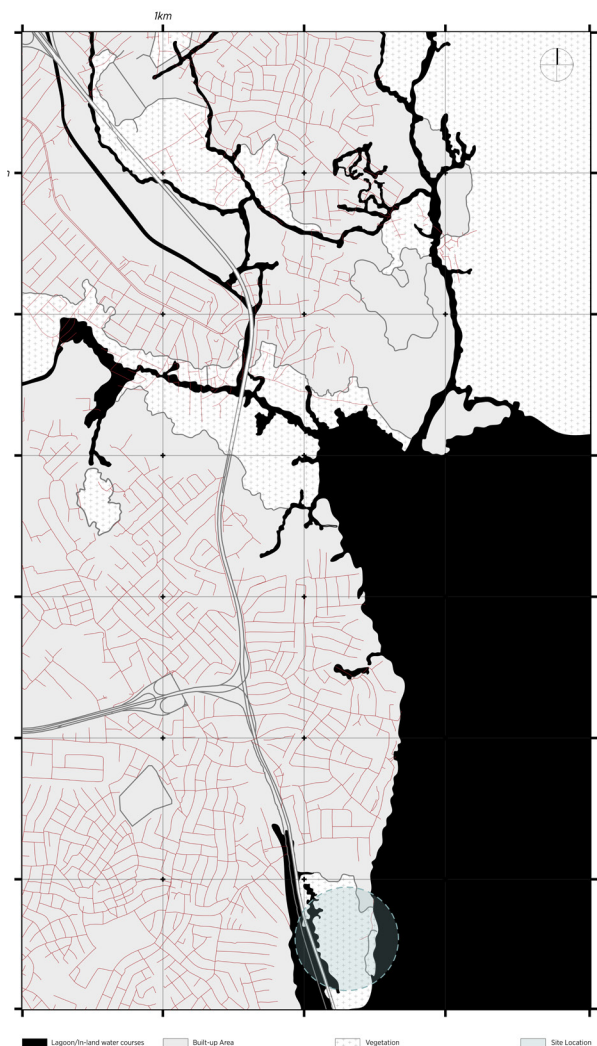 1km
Lagoon/In-land water courses
Built-up Area
Vegetation
Site Location